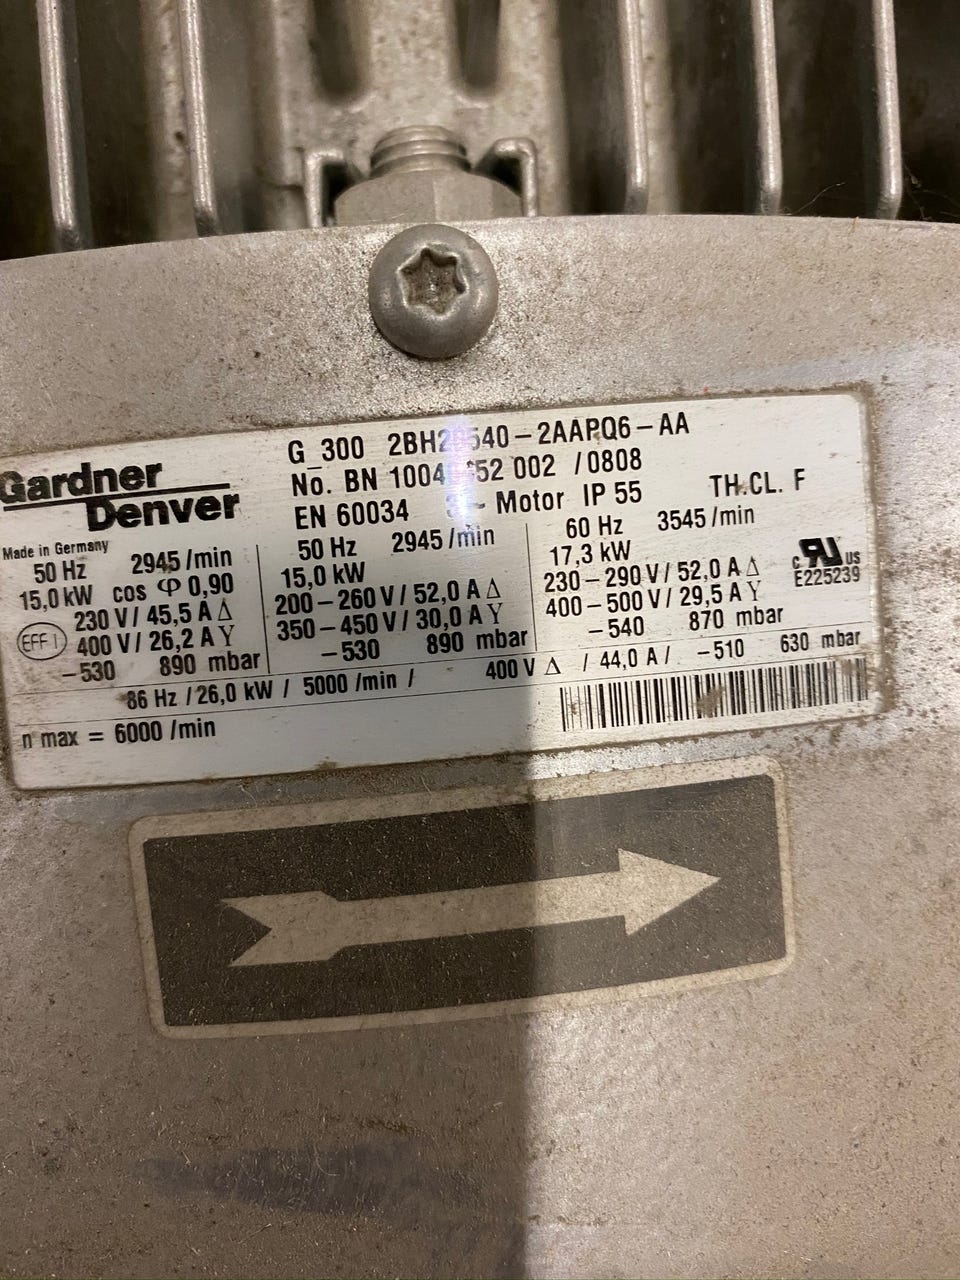 Gardner
Denver
G_300 540-2AAPQ6-AA
No. BN 002 /0808
EN 60034 Motor IP 55 TH.CL. F
Made in Germany
50 Hz 2945/min
15,0 kW cos φ 0,90
230 V/ 45,5 A Δ
EFF1
400 V/ 26,2 A Y
-530 890 mbar
50 Hz 2945 /min
15,0 kW
200-260 V/ 52,0 A Δ
350-450 V/ 30,0 A Y
-530 890 mbar
60 Hz 3545 /min
17,3 kW
230-290 V/ 52,0 A Δ
400-500 V/ 29,5 A Y
-540 870 mbar
c RU US
E225239
86 Hz /26,0 kW / 5000 /min / 400 V Δ / 44,0 A / -510 630 mbar
n max = 6000 /min